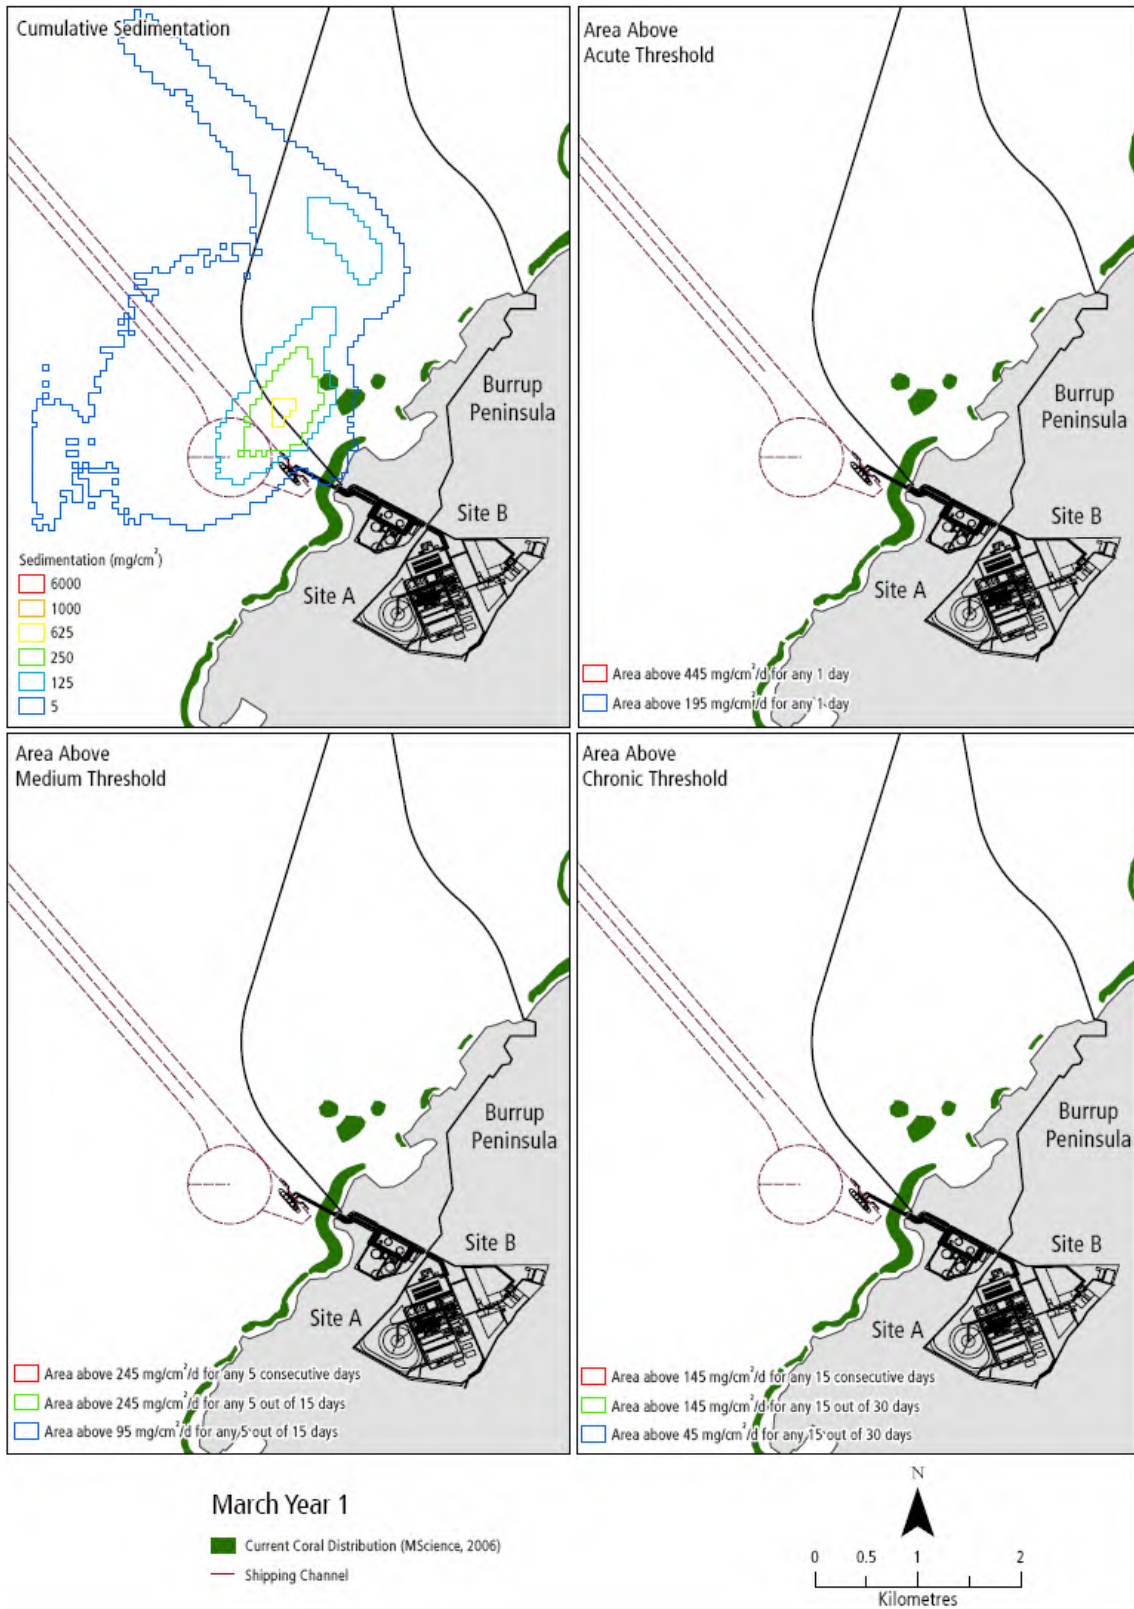 Cumulative Sedimentation
Burrup
Peninsula
Site B
Site A
Sedimentation (mg/cm²)
6000
1000
625
250
125
5
Area Above
Acute Threshold
Burrup
Peninsula
Site B
Site A
Area above 445 mg/cm²/d for any 1 day
Area above 195 mg/cm²/d for any 1 day
Area Above
Medium Threshold
Burrup
Peninsula
Site B
Site A
Area above 245 mg/cm²/d for any 5 consecutive days
Area above 245 mg/cm²/d for any 5 out of 15 days
Area above 95 mg/cm²/d for any 5 out of 15 days
Area Above
Chronic Threshold
Burrup
Peninsula
Site B
Site A
Area above 145 mg/cm²/d for any 15 consecutive days
Area above 145 mg/cm²/d for any 15 out of 30 days
Area above 45 mg/cm²/d for any 15 out of 30 days
March Year 1
Current Coral Distribution (MScience, 2006)
Shipping Channel
N
0 0.5 1 2
Kilometres